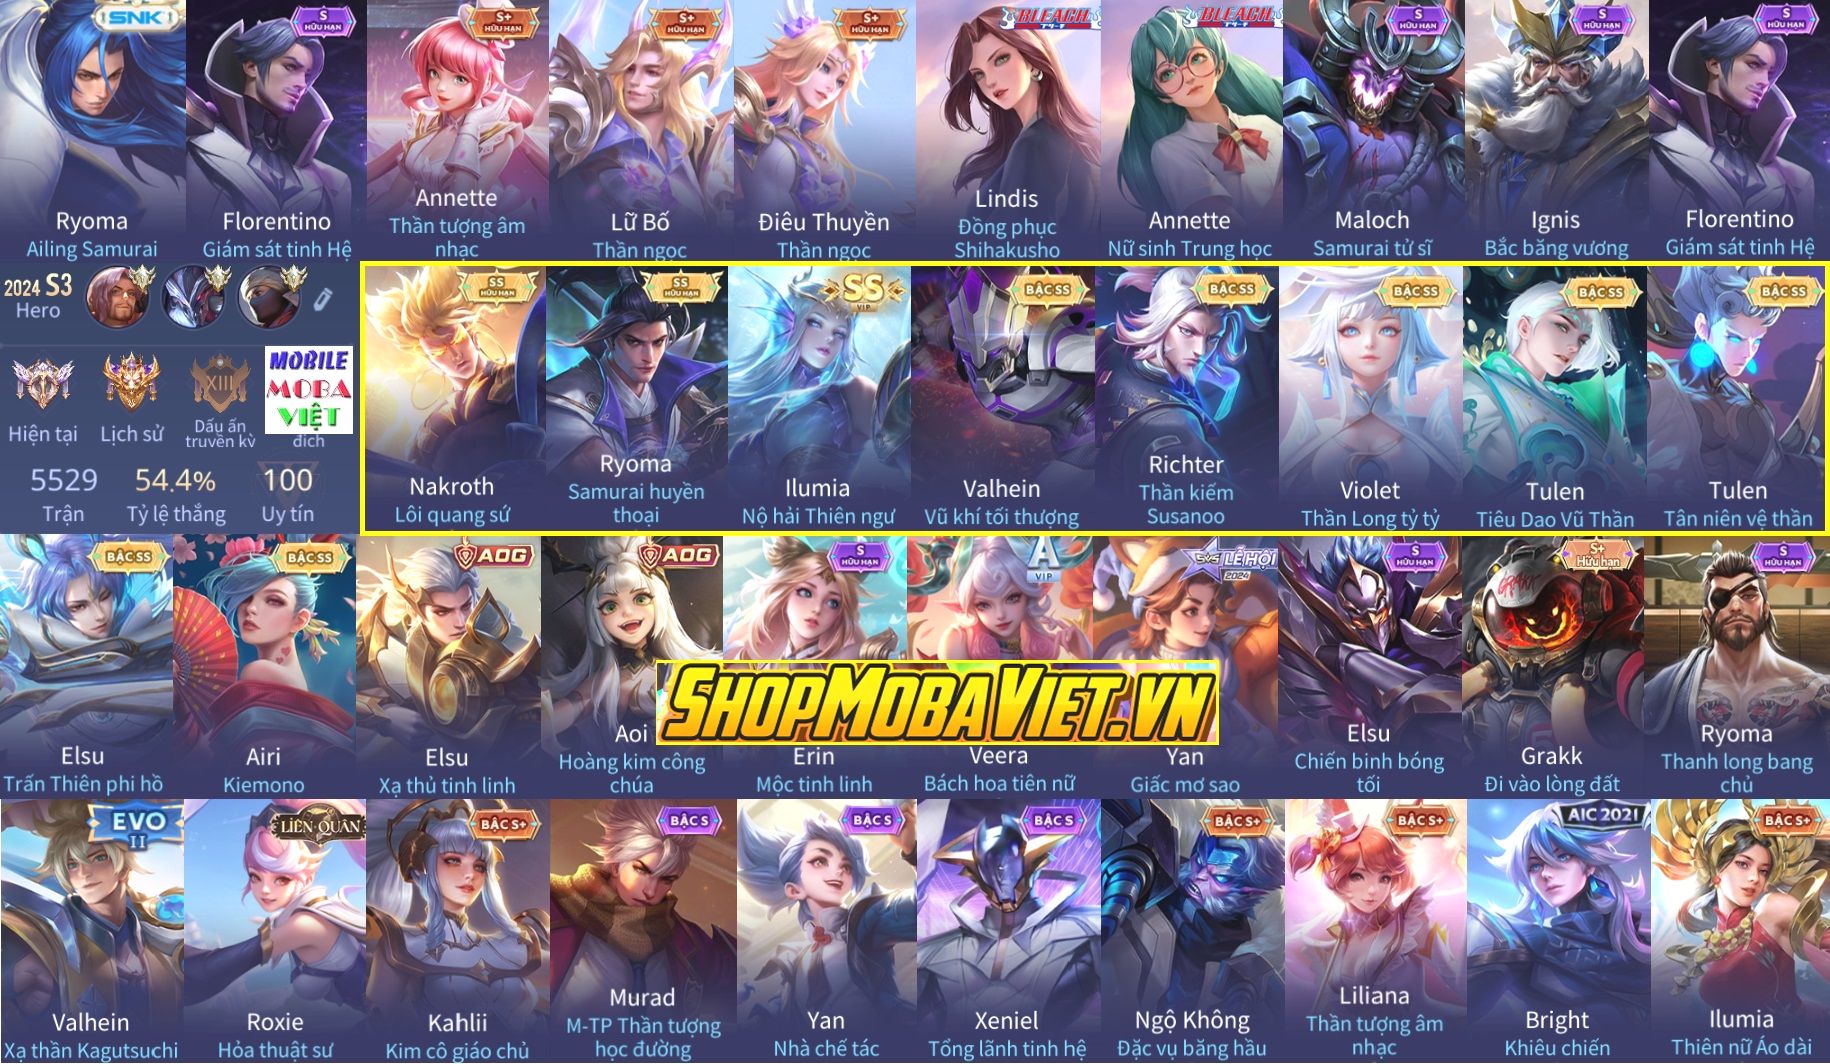 SNK
Ryoma
Ailing Samurai
S
HỮU HẠN
Florentino
Giám sát tinh Hệ
S+
HỮU HẠN
Annette
Thần tượng âm
nhạc
S+
HỮU HẠN
Lữ Bố
Thần ngọc
S+
HỮU HẠN
Điêu Thuyền
Thần ngọc
BLEACH
Lindis
Đồng phục
Shihakusho
BLEACH
Annette
Nữ sinh Trung học
S
HỮU HẠN
Maloch
Samurai tử sĩ
S
HỮU HẠN
Ignis
Bắc băng vương
S
HỮU HẠN
Florentino
Giám sát tinh Hệ
2024 S3
Hero
XIII
MOBILE
MOBA
VIỆT
Hiện tại
Lịch sử
Dấu ấn
truyền kỳ
đích
5529
Trận
54.4%
Tỷ lệ thắng
100
Uy tín
SS
HỮU HẠN
Nakroth
Lôi quang sứ
SS
HỮU HẠN
Ryoma
Samurai huyền
thoại
SS
VIP
Ilumia
Nộ hải Thiên ngư
BẬC SS
Valhein
Vũ khí tối thượng
BẬC SS
Richter
Thần kiếm
Susanoo
BẬC SS
Violet
Thần Long tỷ tỷ
BẬC SS
Tulen
Tiêu Dao Vũ Thần
BẬC SS
Tulen
Tân niên vệ thần
BẬC SS
Elsu
Trấn Thiên phi hồ
BẬC SS
Airi
Kiemono
AOG
Elsu
Xạ thủ tinh linh
AOG
Aoi
Hoàng kim công
chúa
S
HỮU HẠN
Erin
Mộc tinh linh
A
VIP
Veera
Bách hoa tiên nữ
5V5 LỄ HỘI
2024
Yan
Giấc mơ sao
SHOPMOBAVIET.VN
S
HỮU HẠN
Elsu
Chiến binh bóng
tối
S+
Hữu hạn
Grakk
Đi vào lòng đất
S
HỮU HẠN
Ryoma
Thanh long bang
chủ
EVO
II
Valhein
Xạ thần Kagutsuchi
LIÊN QUÂN
Roxie
Hỏa thuật sư
BẬC S+
Kahlii
Kim cô giáo chủ
BẬC S
Murad
M-TP Thần tượng
học đường
BẬC S
Yan
Nhà chế tác
BẬC S
Xeniel
Tổng lãnh tinh hệ
BẬC S+
Ngộ Không
Đặc vụ băng hầu
BẬC S+
Liliana
Thần tượng âm
nhạc
AIC 2021
Bright
Khiêu chiến
BẬC S+
Ilumia
Thiên nữ Áo dài